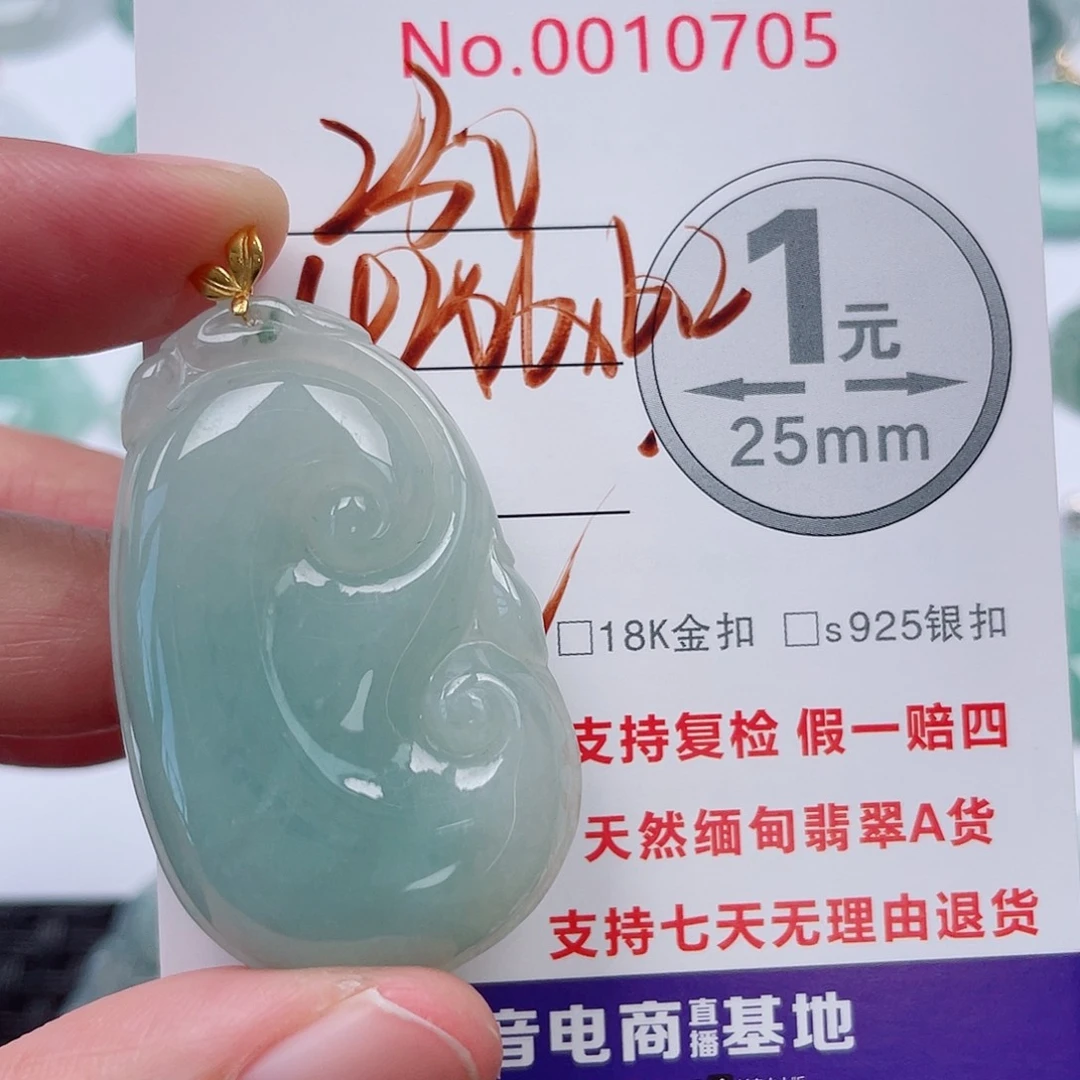 No.0010705
1元
25mm
□18K金扣 □s925银扣
支持复检 假一赔四
天然缅甸翡翠A货
支持七天无理由退货
音电商直播基地